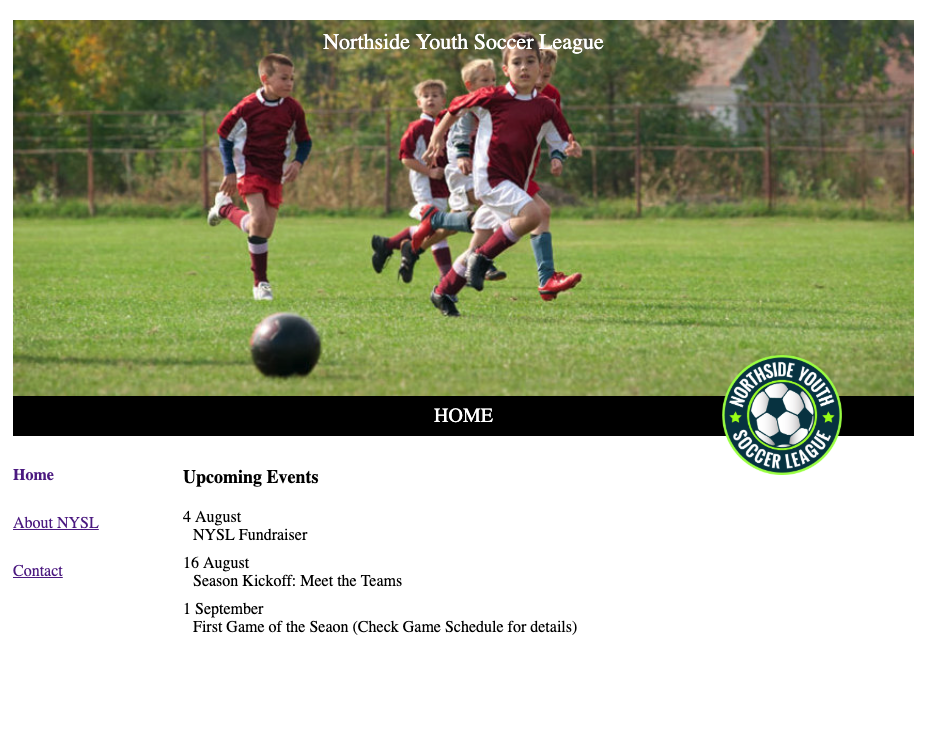 Northside Youth Soccer League
HOME
NORTHSIDE YOUTH
SOCCER LEAGUE
Home
About NYSL
Contact
Upcoming Events
4 August
NYSL Fundraiser
16 August
Season Kickoff: Meet the Teams
1 September
First Game of the Seaon (Check Game Schedule for details)